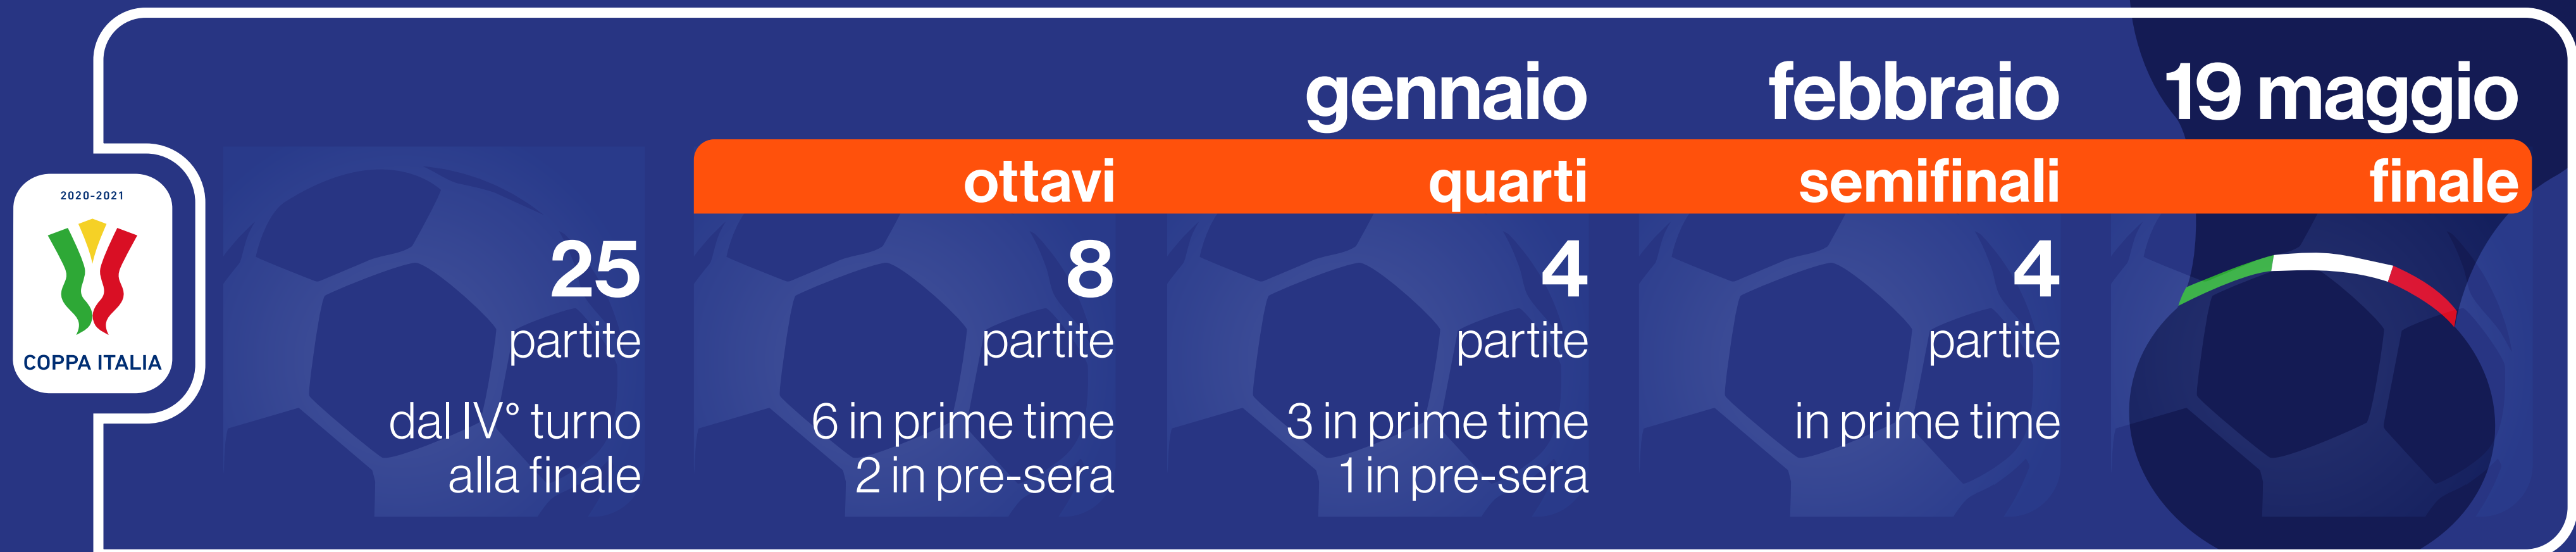 2020-2021
COPPA ITALIA
25
partite
dal IV° turno
alla finale
ottavi
8
partite
6 in prime time
2 in pre-sera
gennaio
quarti
4
partite
3 in prime time
1 in pre-sera
febbraio
semifinali
4
partite
in prime time
19 maggio
finale